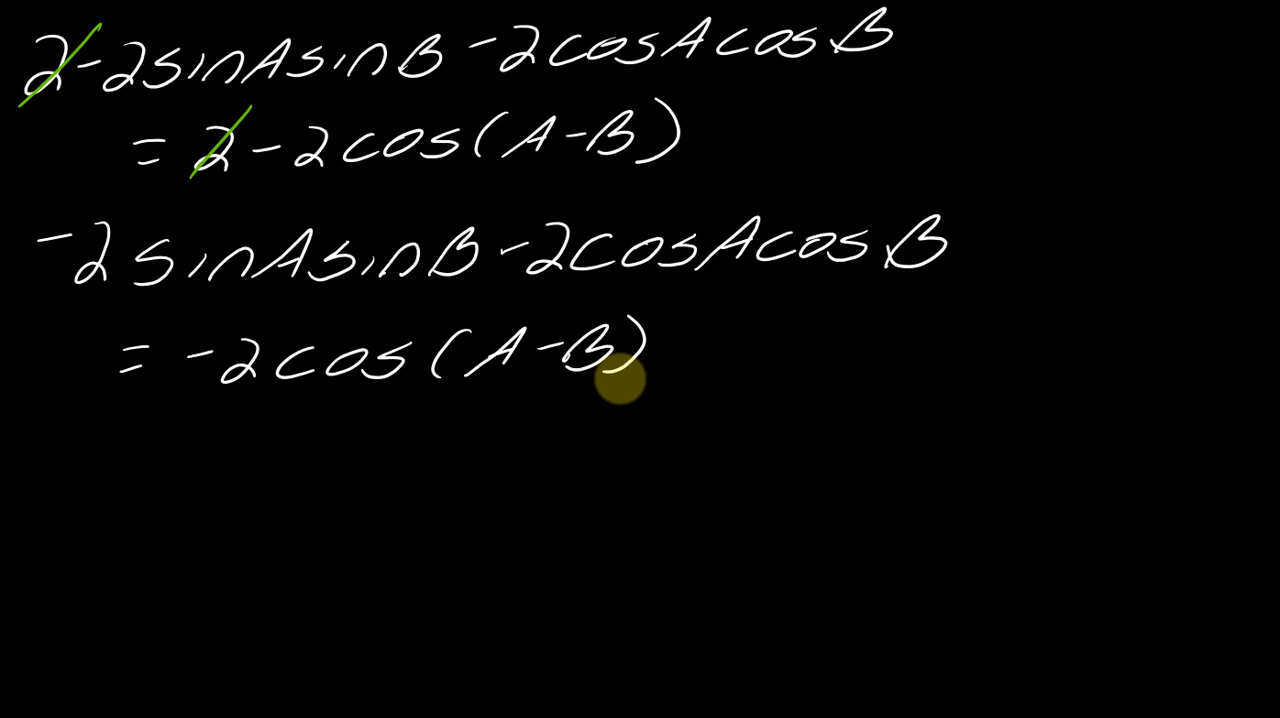 2-2sinAsinB-2cosAcosB
= 2-2cos(A-B)
-2sinAsinB-2cosAcosB
= -2cos(A-B)